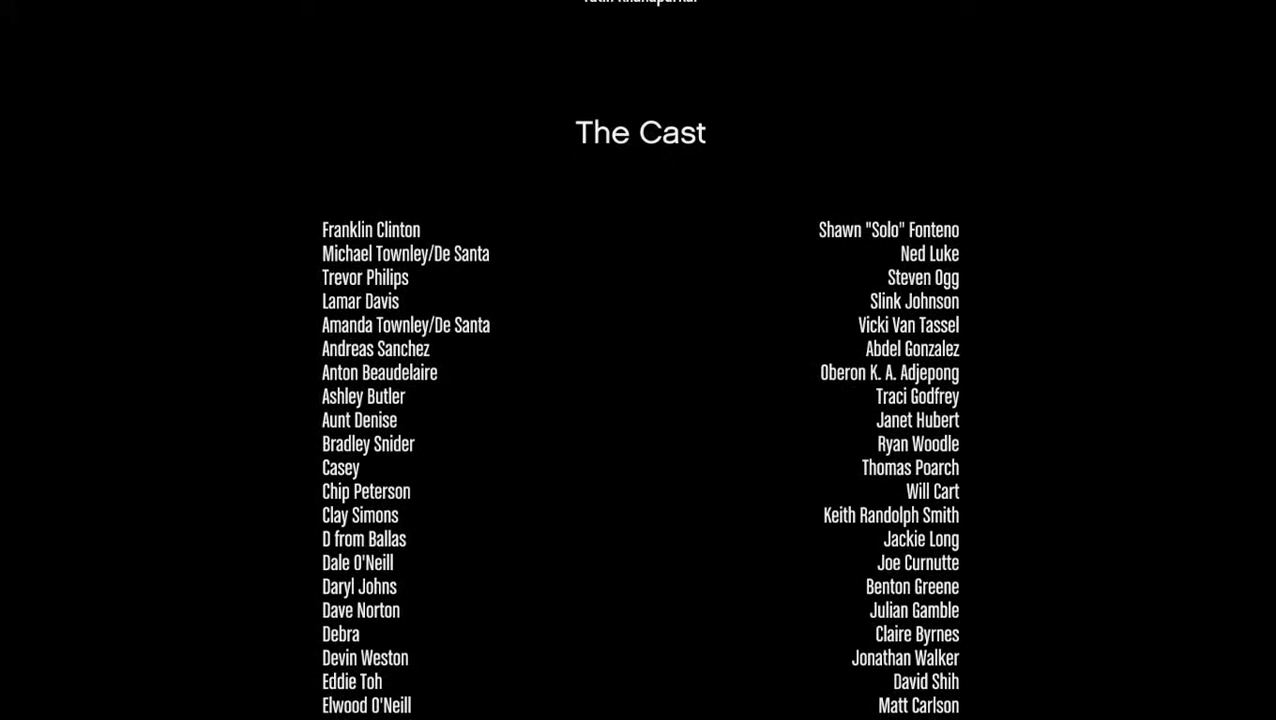 The Cast
Franklin Clinton Shawn "Solo" Fonteno
Michael Townley/De Santa Ned Luke
Trevor Philips Steven Ogg
Lamar Davis Slink Johnson
Amanda Townley/De Santa Vicki Van Tassel
Andreas Sanchez Abdel Gonzalez
Anton Beaudelaire Oberon K. A. Adjepong
Ashley Butler Traci Godfrey
Aunt Denise Janet Hubert
Bradley Snider Ryan Woodle
Casey Thomas Poarch
Chip Peterson Will Cart
Clay Simons Keith Randolph Smith
D from Ballas Jackie Long
Dale O'Neill Joe Curnutte
Daryl Johns Benton Greene
Dave Norton Julian Gamble
Debra Claire Byrnes
Devin Weston Jonathan Walker
Eddie Toh David Shih
Elwood O'Neill Matt Carlson